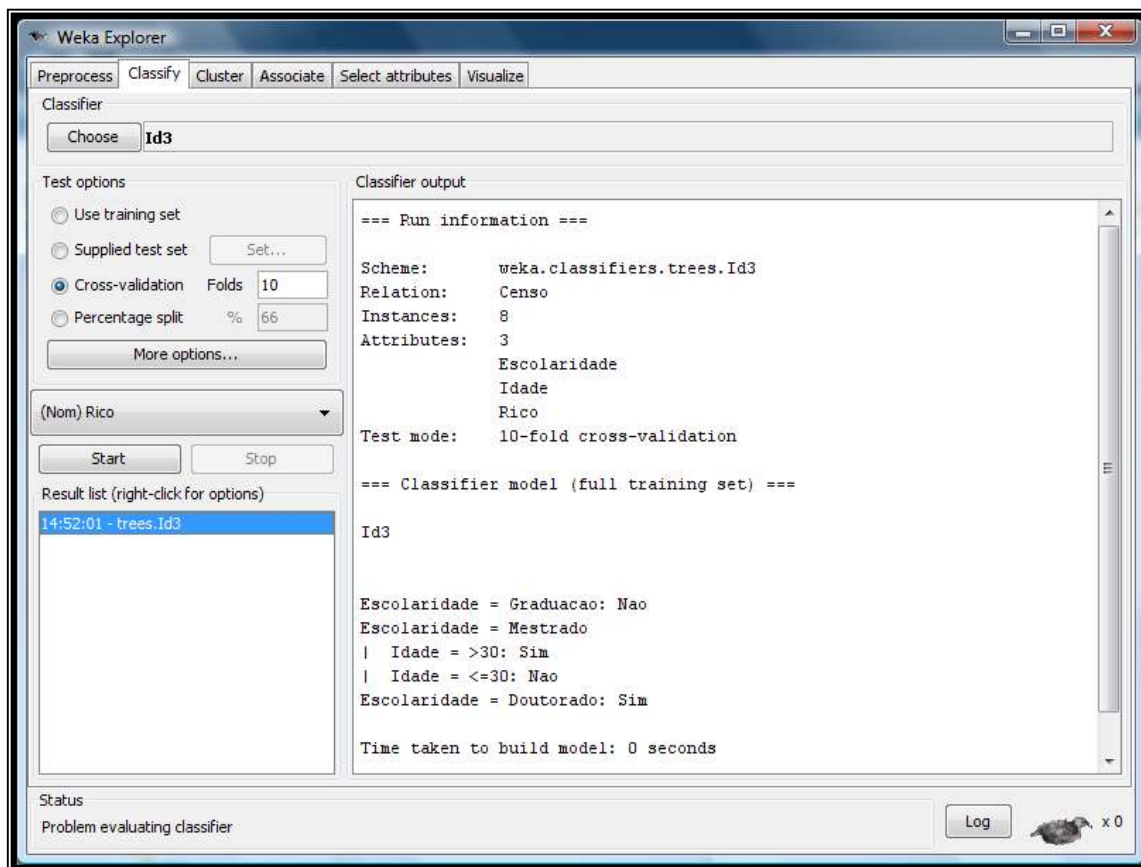 Weka Explorer
Preprocess Classify Cluster Associate Select attributes Visualize
Classifier
Choose Id3
Test options
Use training set
Supplied test set Set...
Cross-validation Folds 10
Percentage split % 66
More options...
(Nom) Rico
Start Stop
Result list (right-click for options)
14:52:01 - trees.Id3
Classifier output
=== Run information ===
Scheme: weka.classifiers.trees.Id3
Relation: Censo
Instances: 8
Attributes: 3
Escolaridade
Idade
Rico
Test mode: 10-fold cross-validation
=== Classifier model (full training set) ===
Id3
Escolaridade = Graduacao: Nao
Escolaridade = Mestrado
| Idade = >30: Sim
| Idade = <=30: Nao
Escolaridade = Doutorado: Sim
Time taken to build model: 0 seconds
Status
Problem evaluating classifier
Log x 0